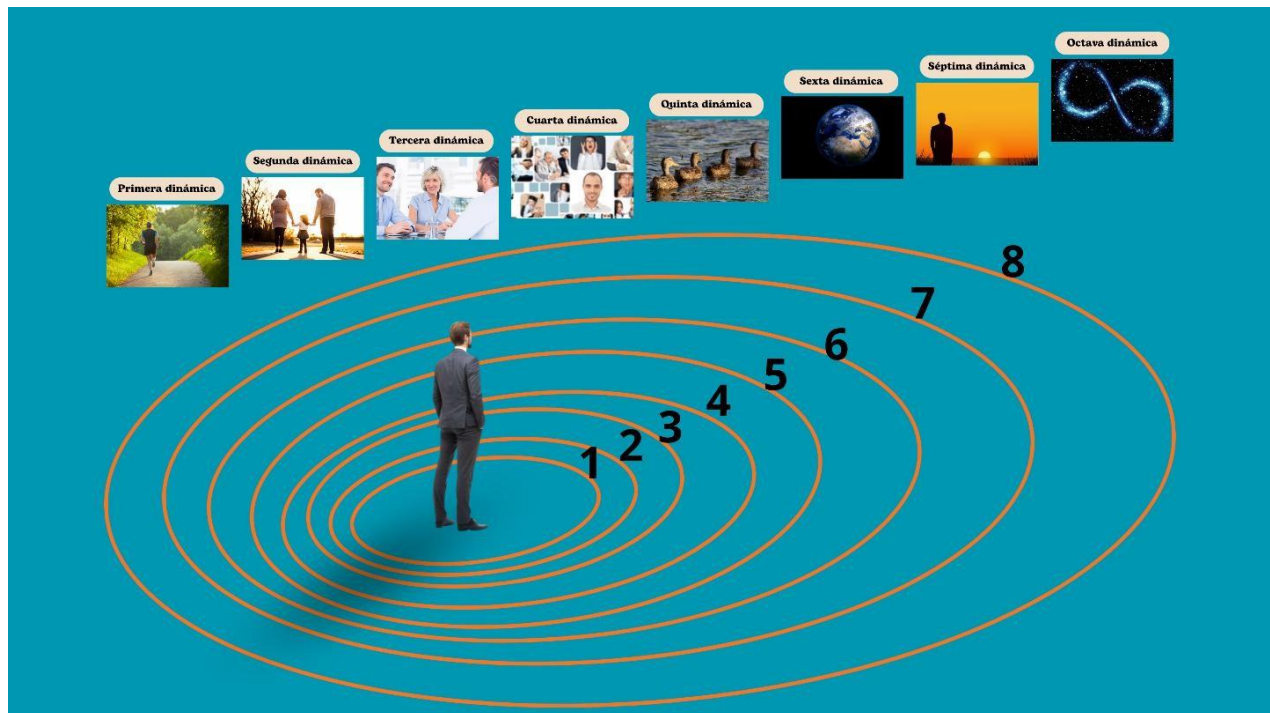 Primera dinámica
Segunda dinámica
Tercera dinámica
Cuarta dinámica
Quinta dinámica
Sexta dinámica
Séptima dinámica
Octava dinámica
1
2
3
4
5
6
7
8